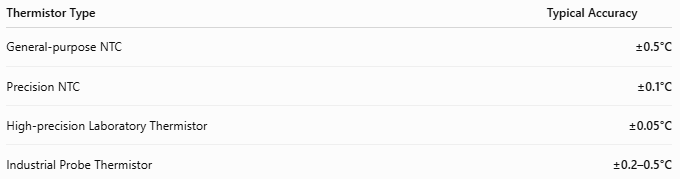 Thermistor Type Typical Accuracy
General-purpose NTC ±0.5°C
Precision NTC ±0.1°C
High-precision Laboratory Thermistor ±0.05°C
Industrial Probe Thermistor ±0.2–0.5°C